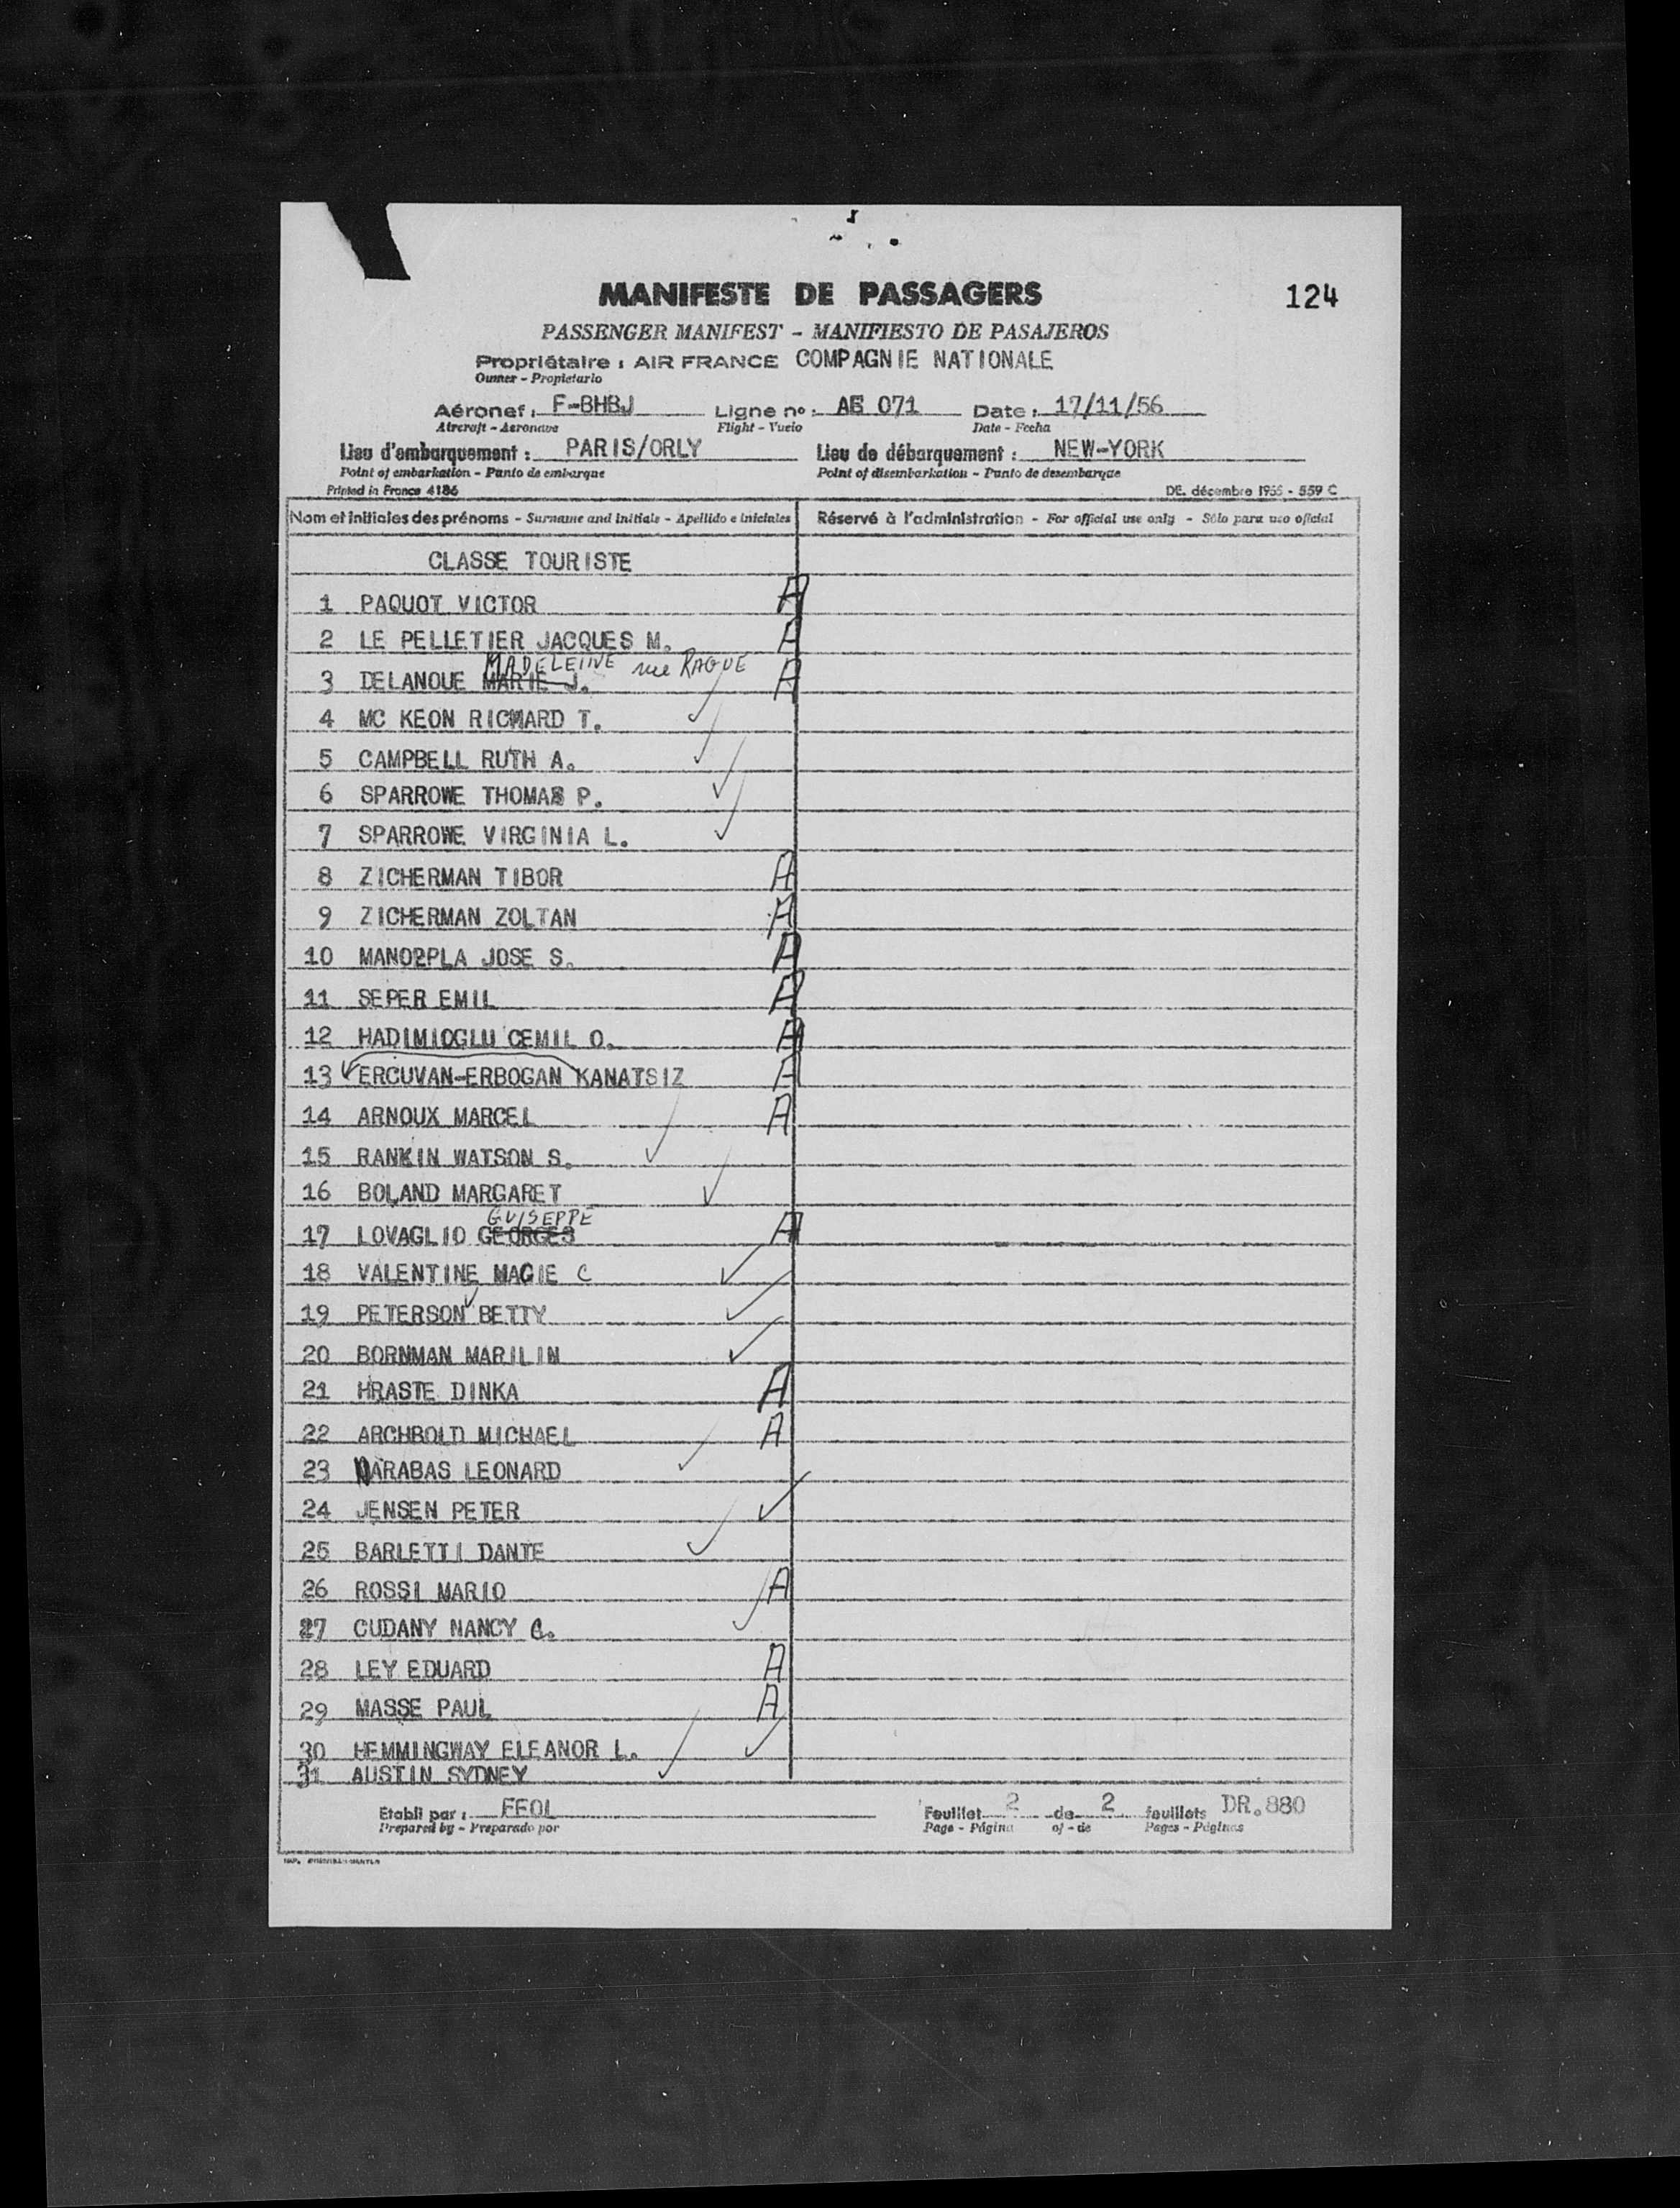 MANIFESTE DE PASSAGERS
124
PASSENGER MANIFEST - MANIFIESTO DE PASAJEROS
Propriétaire : AIR FRANCE COMPAGNIE NATIONALE
Owner - Propietario
Aéronef : F-BHBJ Ligne no : 071 Date : 17/11/56
Aircraft - Aeronave Flight - Vuelo Date - Fecha
Lieu d'embarquement : PARIS/ORLY Lieu de débarquement : NEW-YORK
Point of embarkation - Punto de embarque Point of disembarkation - Punto de desembarque
Printed in France 4186 DE. décembre 1955 - 559 C
Nom et initiales des prénoms - Surname and initials - Apellido e iniciales Réservé à l'administration - For official use only - Sólo para uso oficial
CLASSE TOURISTE
1 PAQUOT VICTOR A
2 LE PELLETIER JACQUES M. A
MADELEINE née RAGUE
3 DELANOUE MARIE J. A
4 MC KEON RICHARD T.
5 CAMPBELL RUTH A.
6 SPARROWE THOMAS P.
7 SPARROWE VIRGINIA L.
8 ZICHERMAN TIBOR A
9 ZICHERMAN ZOLTAN A
10 JOSE S. A
11 SEPER EMIL A
12 HADIMIOGLU CEMIL O. A
13 ERCUVAN-ERBOGAN KANATSIZ A
14 ARNOUX MARCEL A
15 RANKIN WATSON S.
16 BOLAND MARGARET
GUISEPPE
17 LOVAGLIO GEORGES A
18 VALENTINE MAGIE C
19 PETERSON BETTY
20 BORNMAN MARILIN
21 HRASTE DINKA A
22 ARCHBOLD MICHAEL A
23 LEONARD
24 JENSEN PETER
25 BARLETTI DANTE
26 ROSSI MARIO A
27 CUDANY NANCY C.
28 LEY EDUARD A
29 MASSE PAUL A
30 HEMMINGWAY ELEANOR L.
31 AUSTIN SYDNEY
Etabli par : FEOL Feuillet 2 de 2 feuillets DR.880
Prepared by - Preparado por Page - Página of - de Pages - Páginas